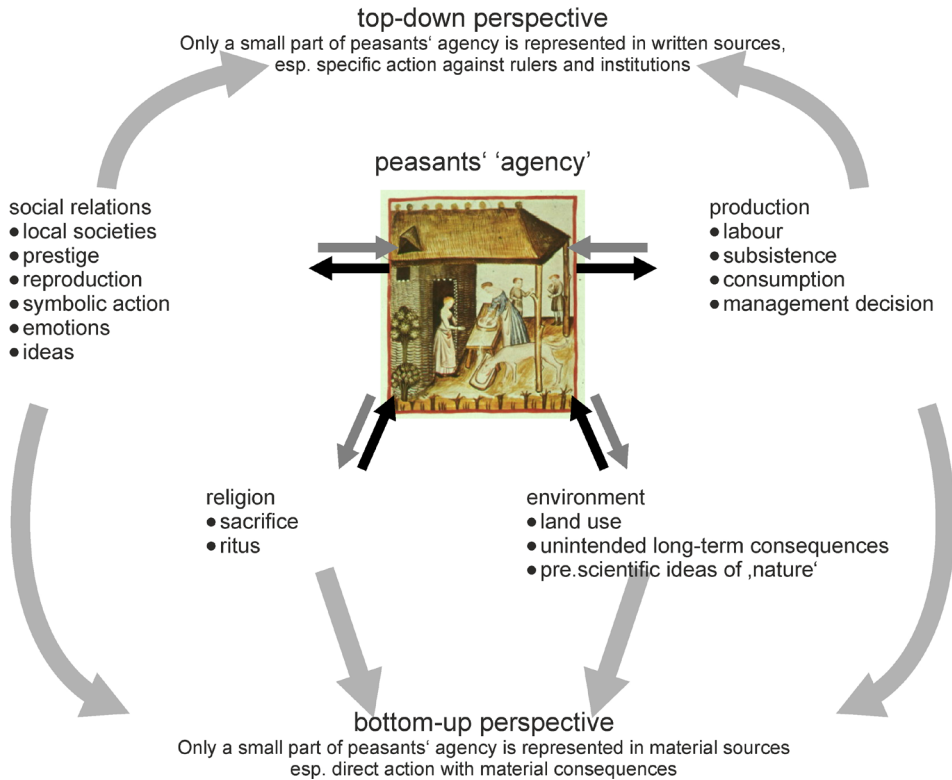 top-down perspective
Only a small part of peasants‘ agency is represented in written sources,
esp. specific action against rulers and institutions
peasants‘ ‘agency’
social relations
● local societies
● prestige
● reproduction
● symbolic action
● emotions
● ideas
production
● labour
● subsistence
● consumption
● management decision
religion
● sacrifice
● ritus
environment
● land use
● unintended long-term consequences
● pre.scientific ideas of ‚nature‘
bottom-up perspective
Only a small part of peasants‘ agency is represented in material sources
esp. direct action with material consequences